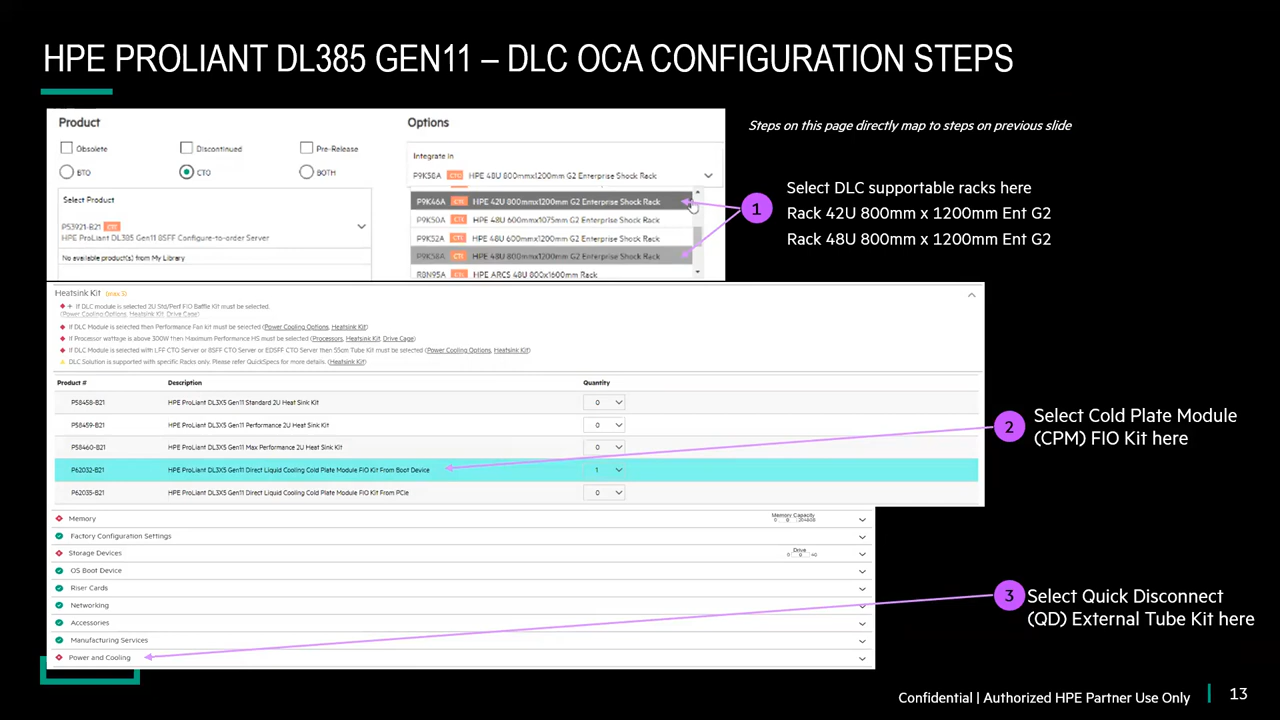 HPE PROLIANT DL385 GEN11 – DLC OCA CONFIGURATION STEPS
Steps on this page directly map to steps on previous slide
Product
Obsolete
Discontinued
Pre-Release
BTO
CTO
BOTH
Select Product
P53921-B21 CTO
HPE ProLiant DL385 Gen11 8SFF Configure-to-order Server
No available product(s) from My Library
Options
Integrate in
P9K58A CTO HPE 48U 800mmx1200mm G2 Enterprise Shock Rack
P9K46A CTO HPE 42U 800mmx1200mm G2 Enterprise Shock Rack
P9K50A CTO HPE 48U 600mmx1075mm G2 Enterprise Shock Rack
P9K52A CTO HPE 48U 600mmx1200mm G2 Enterprise Shock Rack
P9K58A CTO HPE 48U 800mmx1200mm G2 Enterprise Shock Rack
R8N95A CTO HPE ARCS 48U 800x1600mm Rack
1
Select DLC supportable racks here
Rack 42U 800mm x 1200mm Ent G2
Rack 48U 800mm x 1200mm Ent G2
Heatsink Kit (max 2)
If DLC module is selected 2U Std/Perf FIO Baffle Kit must be selected.
(Power Cooling Options, Heatsink Kit, Drive Cage)
If DLC Module is selected then Performance Fan kit must be selected (Power Cooling Options, Heatsink Kit)
If Processor wattage is above 300W then Maximum Performance HS must be selected (Processors, Heatsink Kit, Drive Cage)
If DLC Module is selected with LFF CTO Server or 8SFF CTO Server or EDSFF CTO Server then 55cm Tube Kit must be selected (Power Cooling Options, Heatsink Kit)
DLC Solution is supported with specific Racks only. Please refer QuickSpecs for more details. (Heatsink Kit)
Product # Description Quantity
P58458-B21 HPE ProLiant DL3X5 Gen11 Standard 2U Heat Sink Kit 0
P58459-B21 HPE ProLiant DL3X5 Gen11 Performance 2U Heat Sink Kit 0
P58460-B21 HPE ProLiant DL3X5 Gen11 Max Performance 2U Heat Sink Kit 0
P62032-B21 HPE ProLiant DL3X5 Gen11 Direct Liquid Cooling Cold Plate Module FIO Kit From Boot Device 1
P62035-B21 HPE ProLiant DL3X5 Gen11 Direct Liquid Cooling Cold Plate Module FIO Kit From PCIe 0
2
Select Cold Plate Module
(CPM) FIO Kit here
Memory
Memory Capacity
0 0
Factory Configuration Settings
Storage Devices
Drive
0 0 40
OS Boot Device
Riser Cards
Networking
Accessories
Manufacturing Services
Power and Cooling
3
Select Quick Disconnect
(QD) External Tube Kit here
Confidential | Authorized HPE Partner Use Only
13